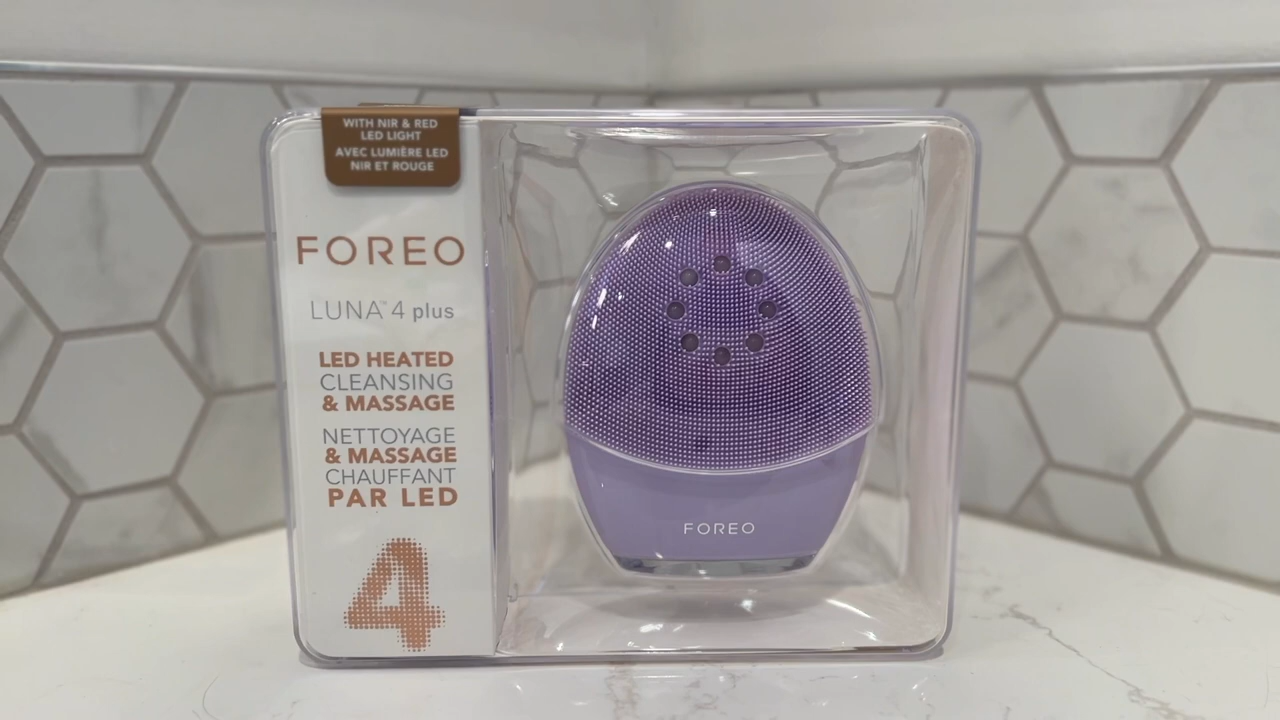 WITH NIR & RED
LED LIGHT
AVEC LUMIÈRE LED
NIR ET ROUGE
FOREO
LUNA™ 4 plus
LED HEATED
CLEANSING
& MASSAGE
NETTOYAGE
& MASSAGE
CHAUFFANT
PAR LED
4
FOREO